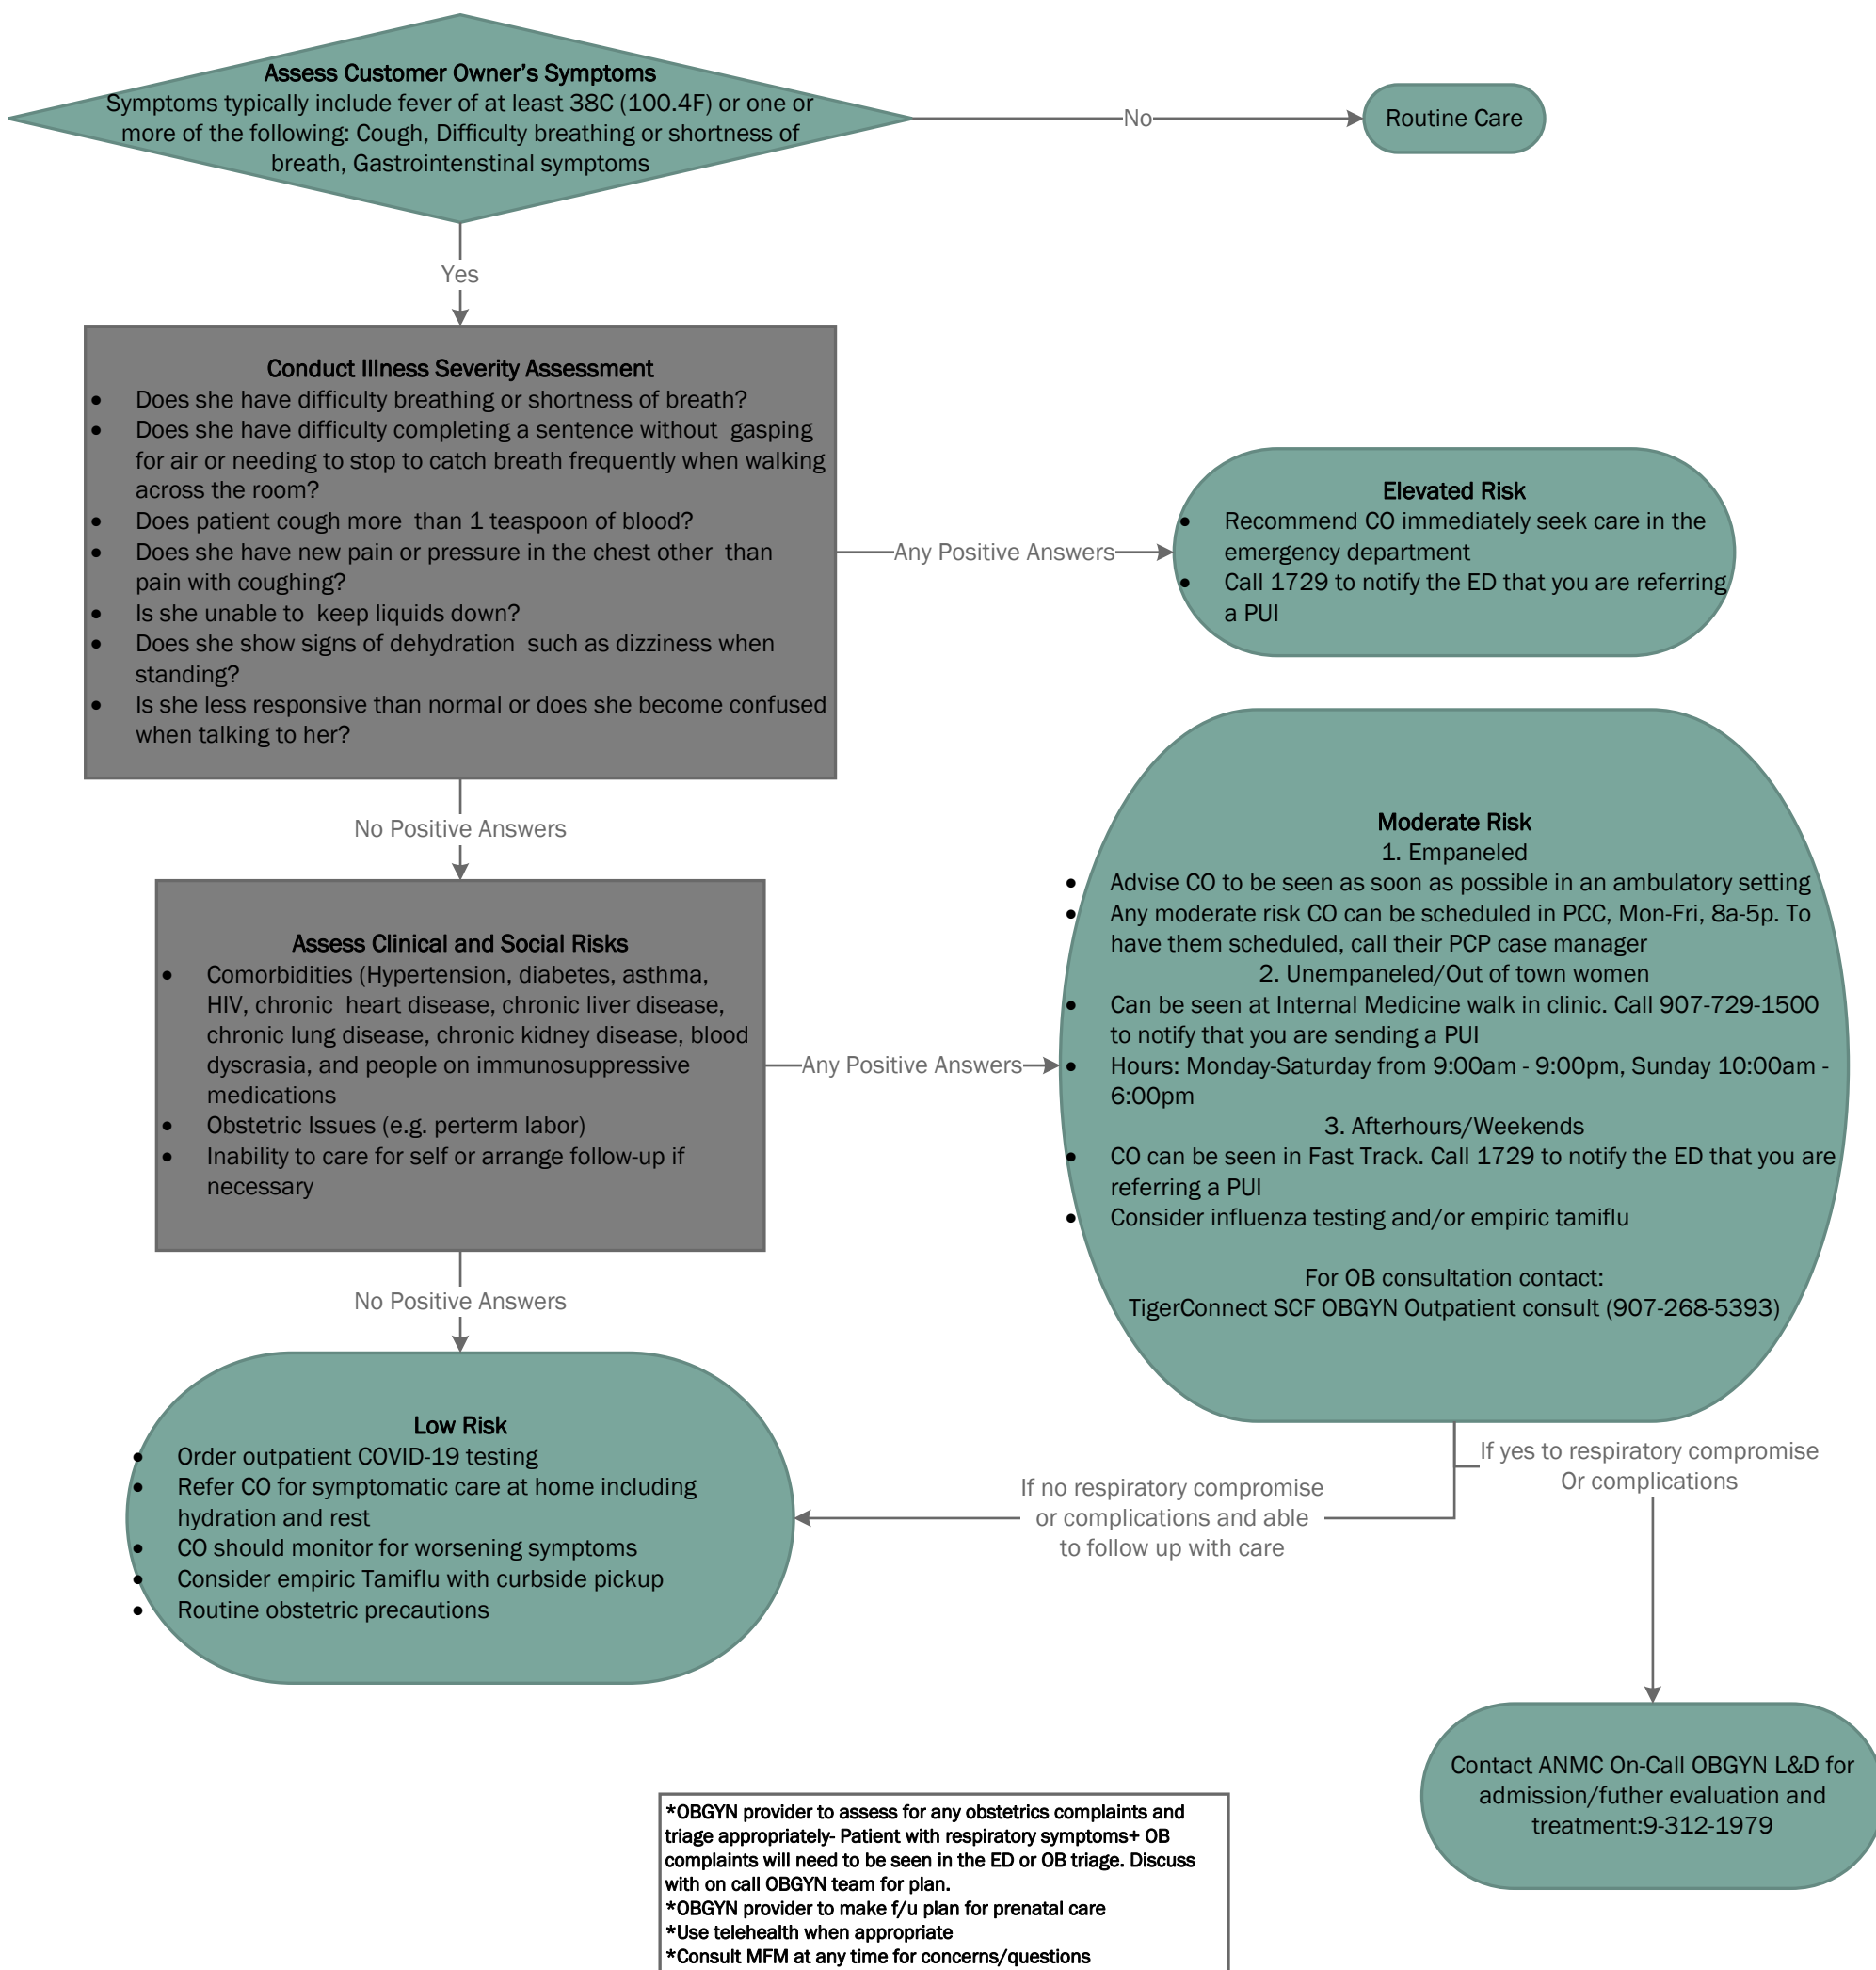 Assess Customer Owner's Symptoms
Symptoms typically include fever of at least 38C (100.4F) or one or
more of the following: Cough, Difficulty breathing or shortness of
breath, Gastrointenstinal symptoms
No
Routine Care
Yes
Conduct Illness Severity Assessment
• Does she have difficulty breathing or shortness of breath?
• Does she have difficulty completing a sentence without gasping
for air or needing to stop to catch breath frequently when walking
across the room?
• Does patient cough more than 1 teaspoon of blood?
• Does she have new pain or pressure in the chest other than
pain with coughing?
• Is she unable to keep liquids down?
• Does she show signs of dehydration such as dizziness when
standing?
• Is she less responsive than normal or does she become confused
when talking to her?
Any Positive Answers
Elevated Risk
• Recommend CO immediately seek care in the
emergency department
• Call 1729 to notify the ED that you are referring
a PUI
No Positive Answers
Assess Clinical and Social Risks
• Comorbidities (Hypertension, diabetes, asthma,
HIV, chronic heart disease, chronic liver disease,
chronic lung disease, chronic kidney disease, blood
dyscrasia, and people on immunosuppressive
medications
• Obstetric Issues (e.g. perterm labor)
• Inability to care for self or arrange follow-up if
necessary
Any Positive Answers
Moderate Risk
1. Empaneled
• Advise CO to be seen as soon as possible in an ambulatory setting
• Any moderate risk CO can be scheduled in PCC, Mon-Fri, 8a-5p. To
have them scheduled, call their PCP case manager
2. Unempaneled/Out of town women
• Can be seen at Internal Medicine walk in clinic. Call 907-729-1500
to notify that you are sending a PUI
• Hours: Monday-Saturday from 9:00am - 9:00pm, Sunday 10:00am -
6:00pm
3. Afterhours/Weekends
• CO can be seen in Fast Track. Call 1729 to notify the ED that you are
referring a PUI
• Consider influenza testing and/or empiric tamiflu
For OB consultation contact:
TigerConnect SCF OBGYN Outpatient consult (907-268-5393)
No Positive Answers
Low Risk
• Order outpatient COVID-19 testing
• Refer CO for symptomatic care at home including
hydration and rest
• CO should monitor for worsening symptoms
• Consider empiric Tamiflu with curbside pickup
• Routine obstetric precautions
If no respiratory compromise
or complications and able
to follow up with care
If yes to respiratory compromise
Or complications
Contact ANMC On-Call OBGYN L&D for
admission/futher evaluation and
treatment:9-312-1979
*OBGYN provider to assess for any obstetrics complaints and
triage appropriately- Patient with respiratory symptoms+ OB
complaints will need to be seen in the ED or OB triage. Discuss
with on call OBGYN team for plan.
*OBGYN provider to make f/u plan for prenatal care
*Use telehealth when appropriate
*Consult MFM at any time for concerns/questions